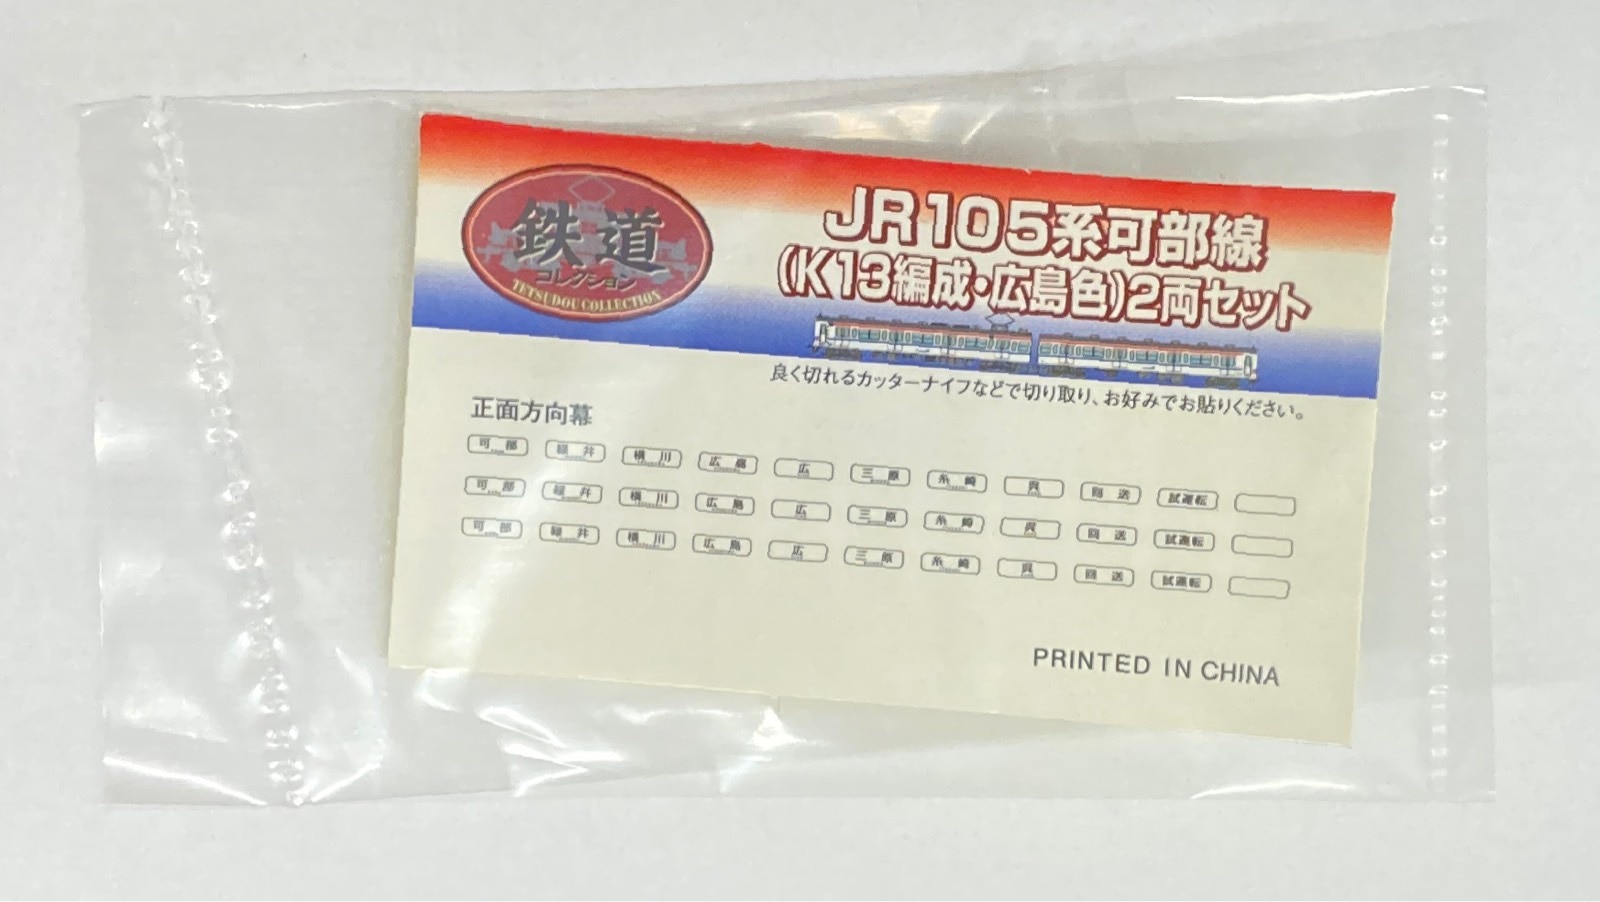 鉄道
コレクション
TETSUDOU COLLECTION
JR105系可部線
(K13編成・広島色)2両セット
良く切れるカッターナイフなどで切り取り、お好みでお貼りください。
正面方向幕
可部 緑井 横川 広島 広 三原 糸崎 呉 回送 試運転
可部 緑井 横川 広島 広 三原 糸崎 呉 回送 試運転
可部 緑井 横川 広島 広 三原 糸崎 呉 回送 試運転
PRINTED IN CHINA